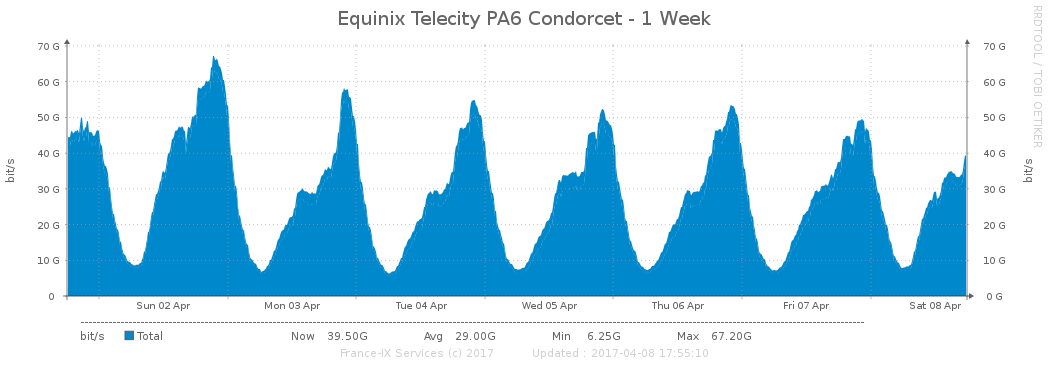 Equinix Telecity PA6 Condorcet - 1 Week
RRDTOOL / TOBI OETIKER
70 G 70 G
60 G 60 G
50 G 50 G
40 G 40 G
bit/s bit/s
30 G 30 G
20 G 20 G
10 G 10 G
0 0 G
Sun 02 Apr Mon 03 Apr Tue 04 Apr Wed 05 Apr Thu 06 Apr Fri 07 Apr Sat 08 Apr
bit/s Total Now 39.50G Avg 29.00G Min 6.25G Max 67.20G
France-IX Services (c) 2017 Updated : 2017-04-08 17:55:10